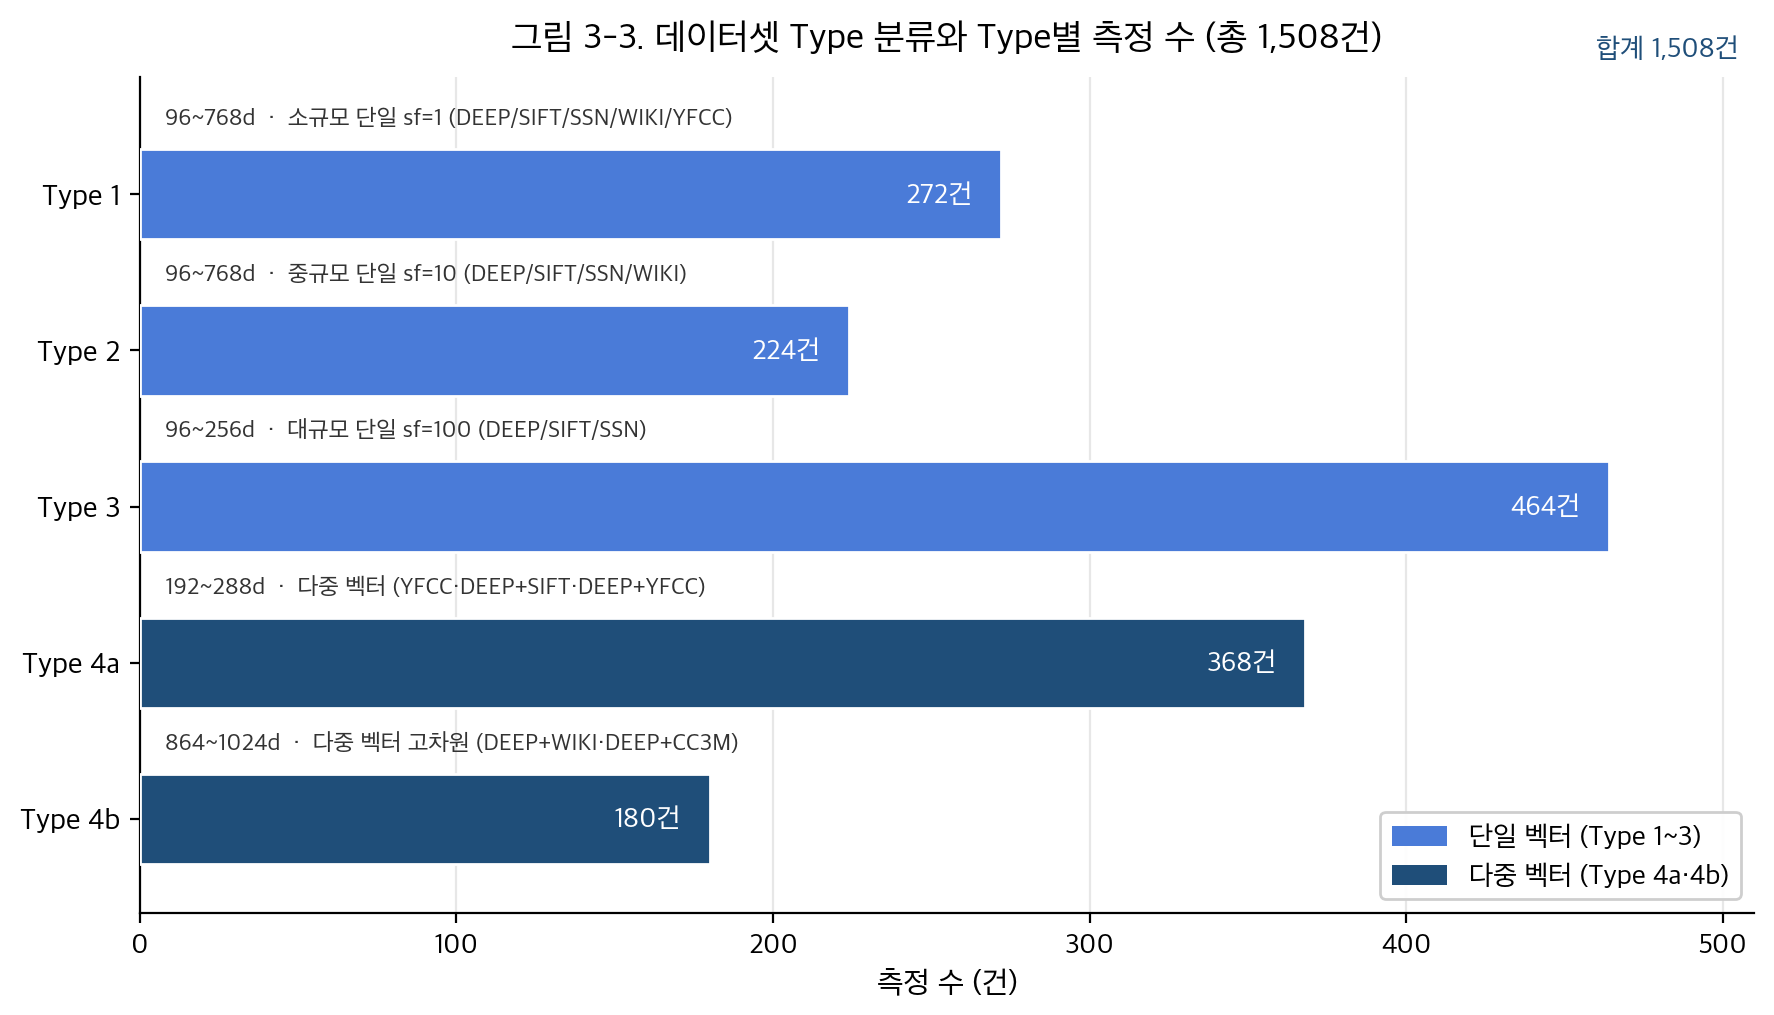 그림 3-3. 데이터셋 Type 분류와 Type별 측정 수 (총 1,508건)
합계 1,508건
96~768d · 소규모 단일 sf=1 (DEEP/SIFT/SSN/WIKI/YFCC)
Type 1
272건
96~768d · 중규모 단일 sf=10 (DEEP/SIFT/SSN/WIKI)
Type 2
224건
96~256d · 대규모 단일 sf=100 (DEEP/SIFT/SSN)
Type 3
464건
192~288d · 다중 벡터 (YFCC·DEEP+SIFT·DEEP+YFCC)
Type 4a
368건
864~1024d · 다중 벡터 고차원 (DEEP+WIKI·DEEP+CC3M)
Type 4b
180건
단일 벡터 (Type 1~3)
다중 벡터 (Type 4a·4b)
0 100 200 300 400 500
측정 수 (건)